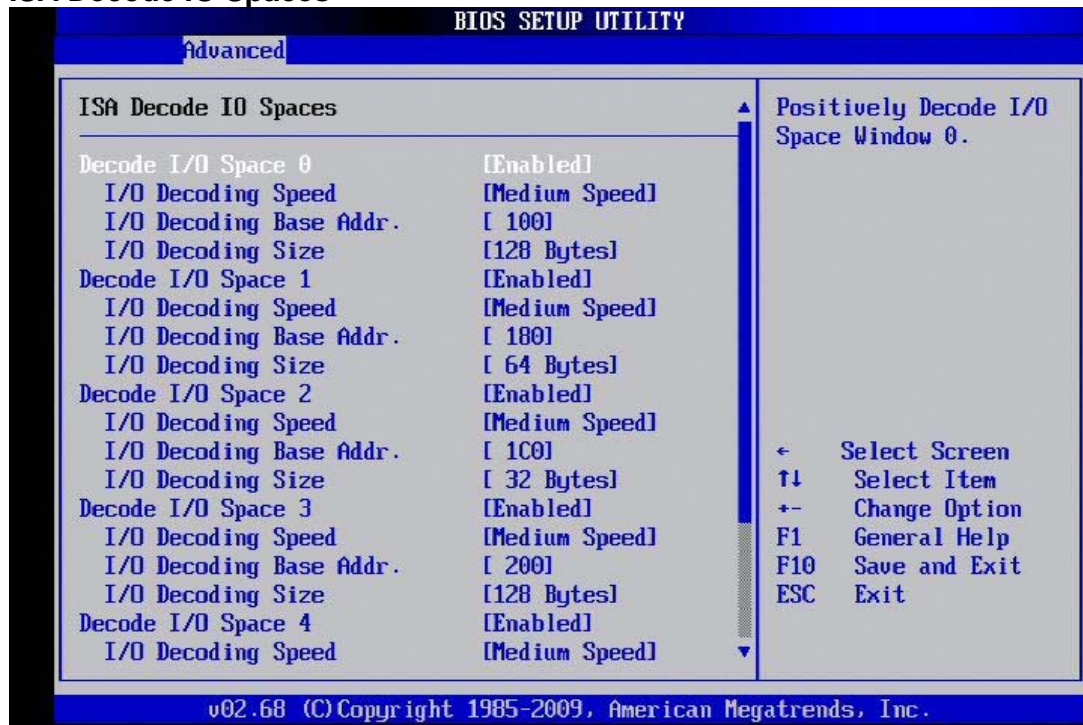 ISA Decode IO Spaces
BIOS SETUP UTILITY
Advanced
ISA Decode IO Spaces
Decode I/O Space 0 [Enabled]
I/O Decoding Speed [Medium Speed]
I/O Decoding Base Addr. [ 100]
I/O Decoding Size [128 Bytes]
Decode I/O Space 1 [Enabled]
I/O Decoding Speed [Medium Speed]
I/O Decoding Base Addr. [ 180]
I/O Decoding Size [ 64 Bytes]
Decode I/O Space 2 [Enabled]
I/O Decoding Speed [Medium Speed]
I/O Decoding Base Addr. [ 1C0]
I/O Decoding Size [ 32 Bytes]
Decode I/O Space 3 [Enabled]
I/O Decoding Speed [Medium Speed]
I/O Decoding Base Addr. [ 200]
I/O Decoding Size [128 Bytes]
Decode I/O Space 4 [Enabled]
I/O Decoding Speed [Medium Speed]
Positively Decode I/O
Space Window 0.
← Select Screen
↑↓ Select Item
+- Change Option
F1 General Help
F10 Save and Exit
ESC Exit
v02.68 (C)Copyright 1985-2009, American Megatrends, Inc.